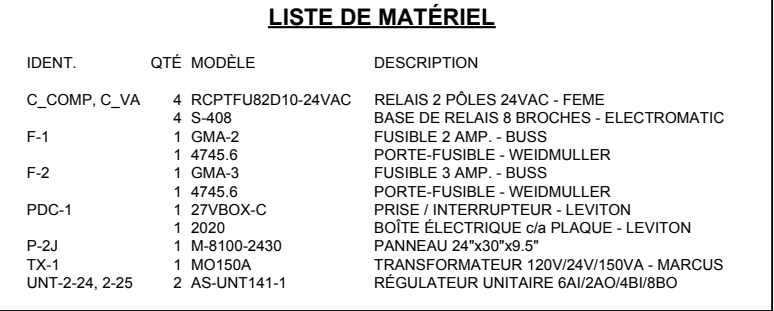 LISTE DE MATÉRIEL
IDENT. QTÉ MODÈLE DESCRIPTION
C_COMP, C_VA 4 RCPTFU82D10-24VAC RELAIS 2 PÔLES 24VAC - FEME
4 S-408 BASE DE RELAIS 8 BROCHES - ELECTROMATIC
F-1 1 GMA-2 FUSIBLE 2 AMP. - BUSS
1 4745.6 PORTE-FUSIBLE - WEIDMULLER
F-2 1 GMA-3 FUSIBLE 3 AMP. - BUSS
1 4745.6 PORTE-FUSIBLE - WEIDMULLER
PDC-1 1 27VBOX-C PRISE / INTERRUPTEUR - LEVITON
1 2020 BOÎTE ÉLECTRIQUE c/a PLAQUE - LEVITON
P-2J 1 M-8100-2430 PANNEAU 24"x30"x9.5"
TX-1 1 MO150A TRANSFORMATEUR 120V/24V/150VA - MARCUS
UNT-2-24, 2-25 2 AS-UNT141-1 RÉGULATEUR UNITAIRE 6AI/2AO/4BI/8BO